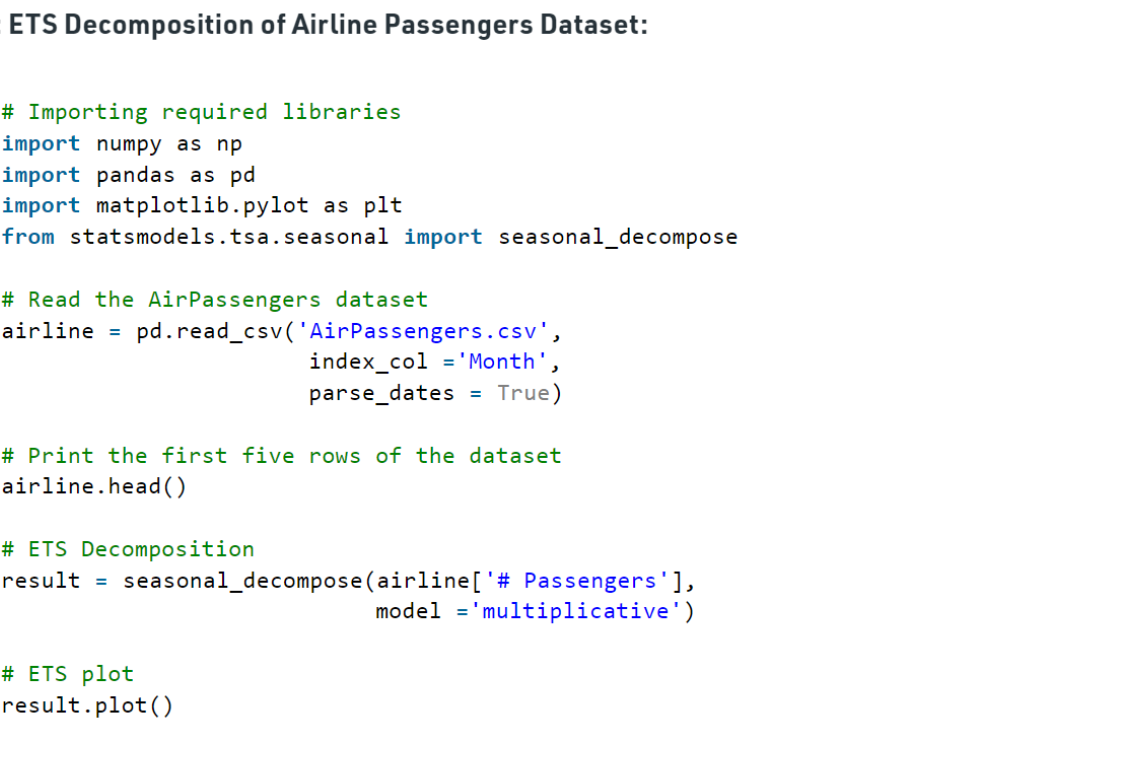 : ETS Decomposition of Airline Passengers Dataset:
# Importing required libraries
import numpy as np
import pandas as pd
import matplotlib.pylot as plt
from statsmodels.tsa.seasonal import seasonal_decompose
# Read the AirPassengers dataset
airline = pd.read_csv('AirPassengers.csv',
index_col ='Month',
parse_dates = True)
# Print the first five rows of the dataset
airline.head()
# ETS Decomposition
result = seasonal_decompose(airline['# Passengers'],
model ='multiplicative')
# ETS plot
result.plot()